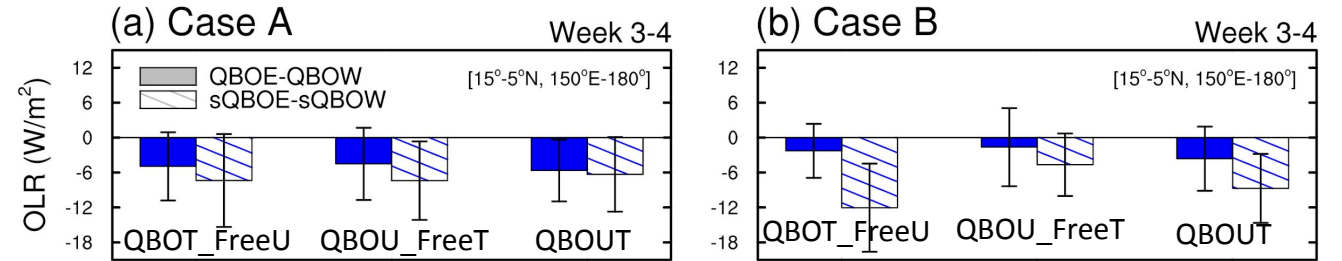 (a) Case A
Week 3-4
OLR (W/m²)
12
6
0
-6
-12
-18
QBOE-QBOW
sQBOE-sQBOW
[15°-5°N, 150°E-180°]
QBOT_FreeU
QBOU_FreeT
QBOUT
(b) Case B
Week 3-4
12
6
0
-6
-12
-18
[15°-5°N, 150°E-180°]
QBOT_FreeU
QBOU_FreeT
QBOUT